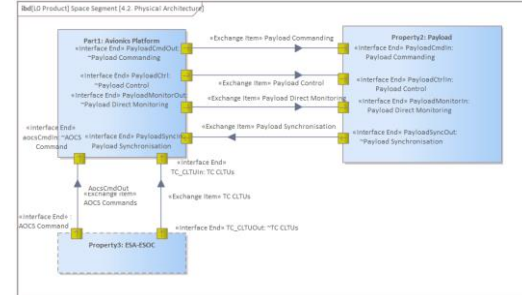 ibd[L0 Product] Space Segment [4.2. Physical Architecture]
Part1: Avionics Platform
Property2: Payload
«Interface End» PayloadCmdOut:
~Payload Commanding
«Exchange Item» Payload Commanding
«Interface End» PayloadCmdIn:
Payload Commanding
«Interface End» PayloadCtrl:
~Payload Control
«Exchange Item» Payload Control
«Interface End» PayloadCtrlIn:
Payload Control
«Interface End» PayloadMonitorOut:
~Payload Direct Monitoring
«Exchange Item» Payload Direct Monitoring
«Interface End» PayloadMonitorIn:
Payload Direct Monitoring
«Interface End»
aocsCmdIn: ~AOCS
Command
«Interface End» PayloadSyncIn:
Payload Synchronisation
«Exchange Item» Payload Synchronisation
«Interface End» PayloadSyncOut:
~Payload Synchronisation
«Interface End»
TC_CLTUIn: TC CLTUs
AocsCmdOut
«Exchange Item»
AOCS Commands
«Exchange Item» TC CLTUs
«Interface End» :
AOCS Command
«Interface End» TC_CLTUOut: ~TC CLTUs
Property3: ESA-ESOC